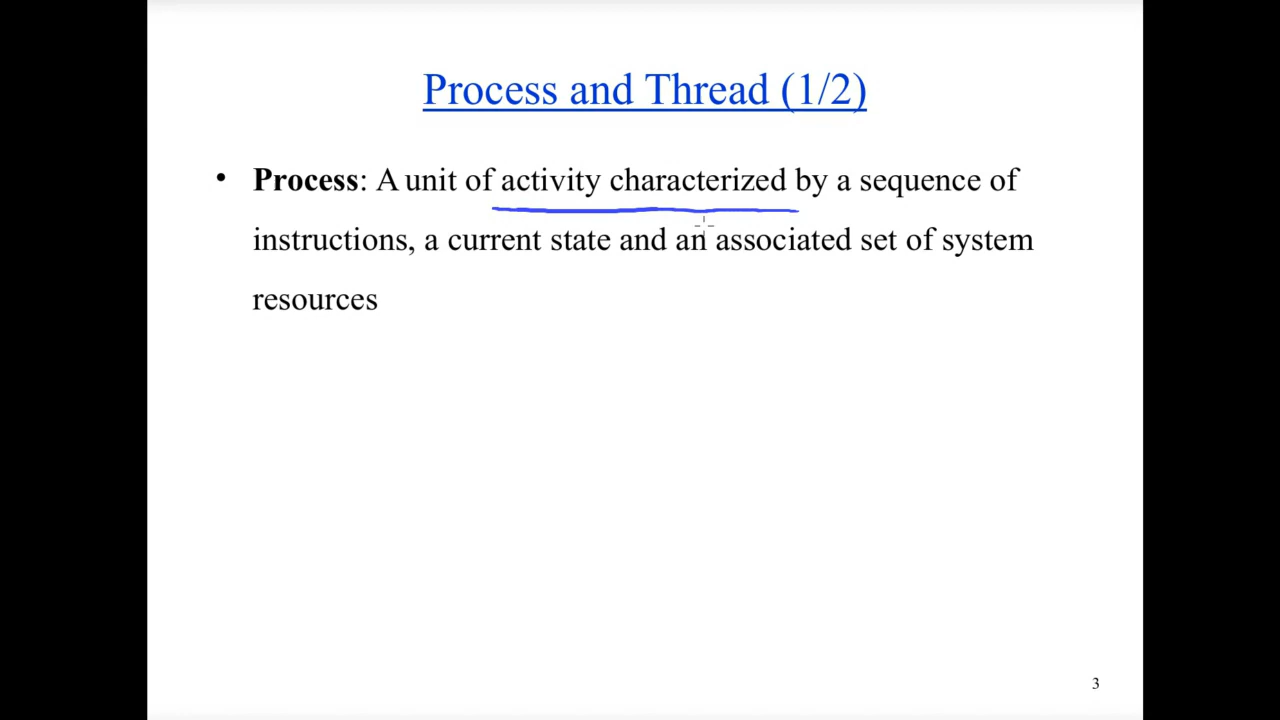 Process and Thread (1/2)
• Process: A unit of activity characterized by a sequence of
instructions, a current state and an associated set of system
resources
3